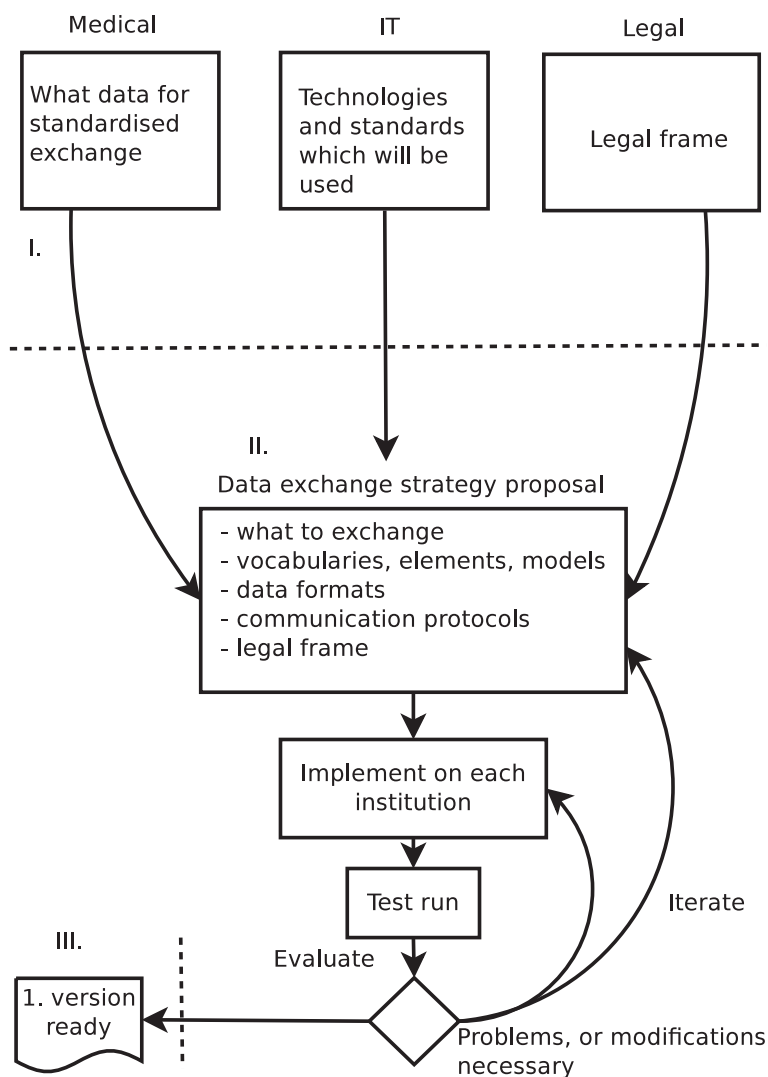 Medical
IT
Legal
What data for
standardised
exchange
Technologies
and standards
which will be
used
Legal frame
I.
II.
Data exchange strategy proposal
- what to exchange
- vocabularies, elements, models
- data formats
- communication protocols
- legal frame
Implement on each
institution
Test run
Iterate
III.
Evaluate
1. version
ready
Problems, or modifications
necessary